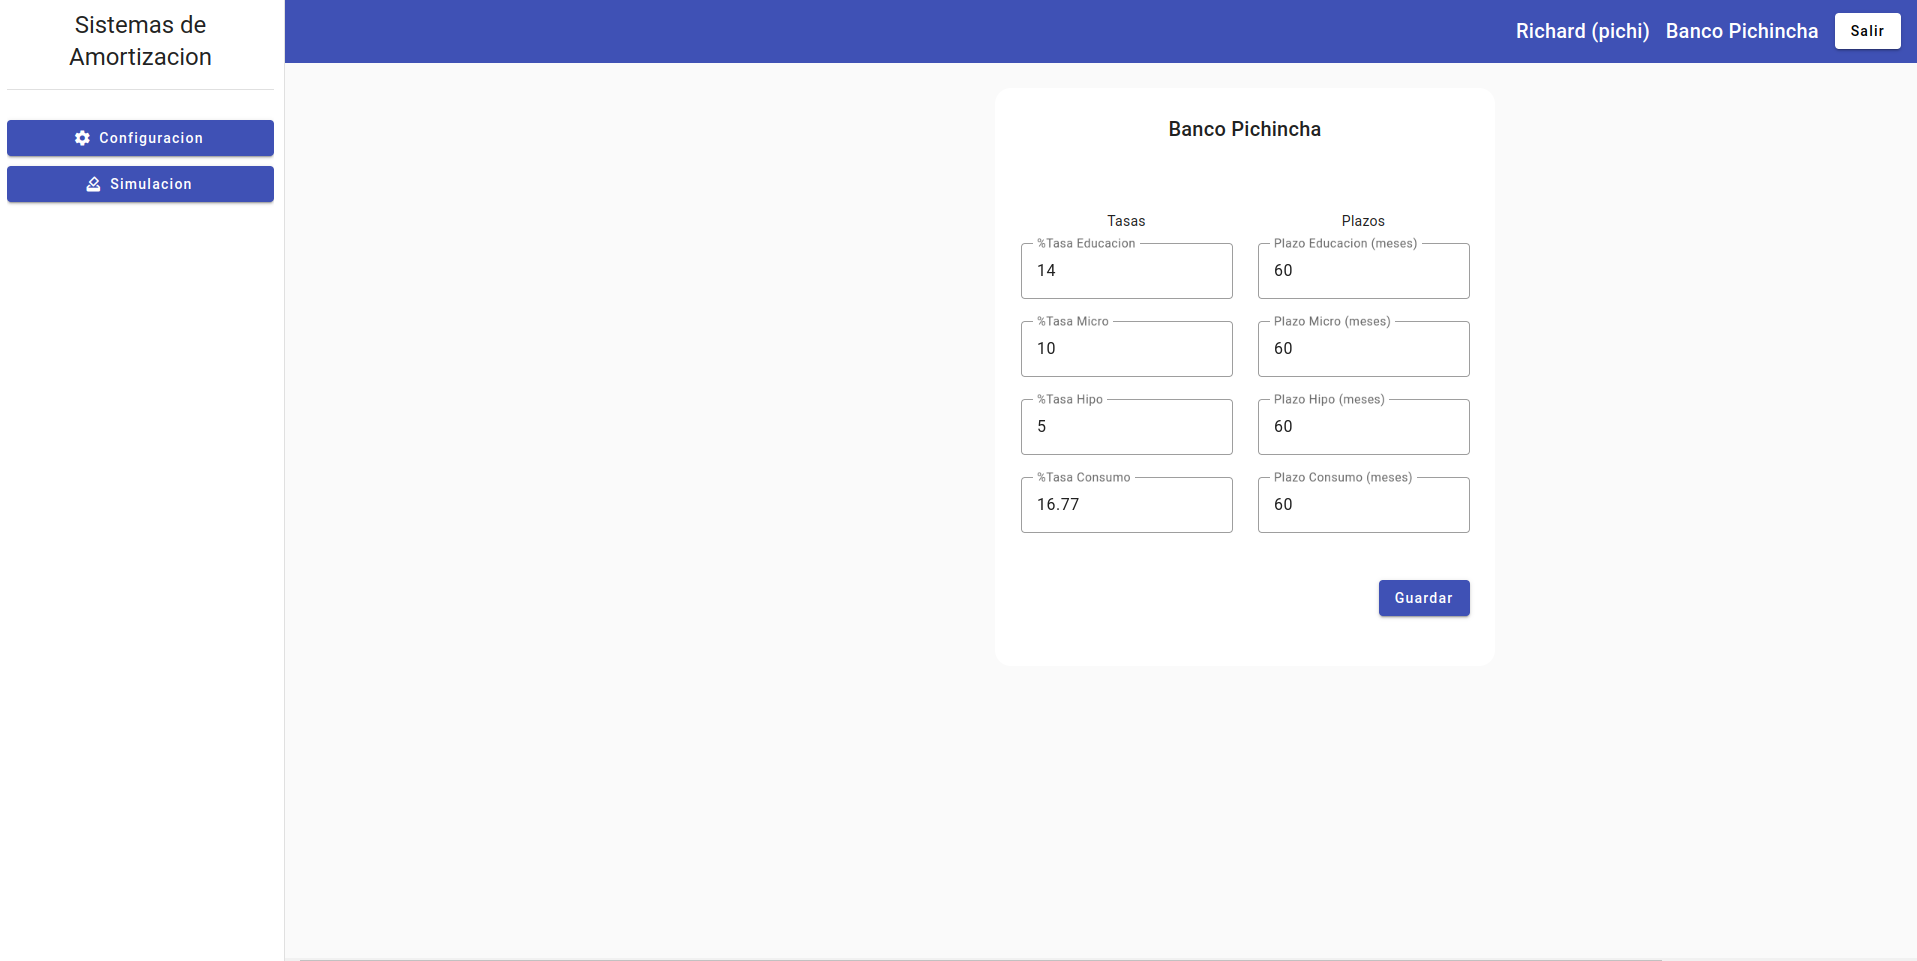 Sistemas de
Amortizacion
Configuracion
Simulacion
Richard (pichi) Banco Pichincha Salir
Banco Pichincha
Tasas Plazos
%Tasa Educacion Plazo Educacion (meses)
14 60
%Tasa Micro Plazo Micro (meses)
10 60
%Tasa Hipo Plazo Hipo (meses)
5 60
%Tasa Consumo Plazo Consumo (meses)
16.77 60
Guardar